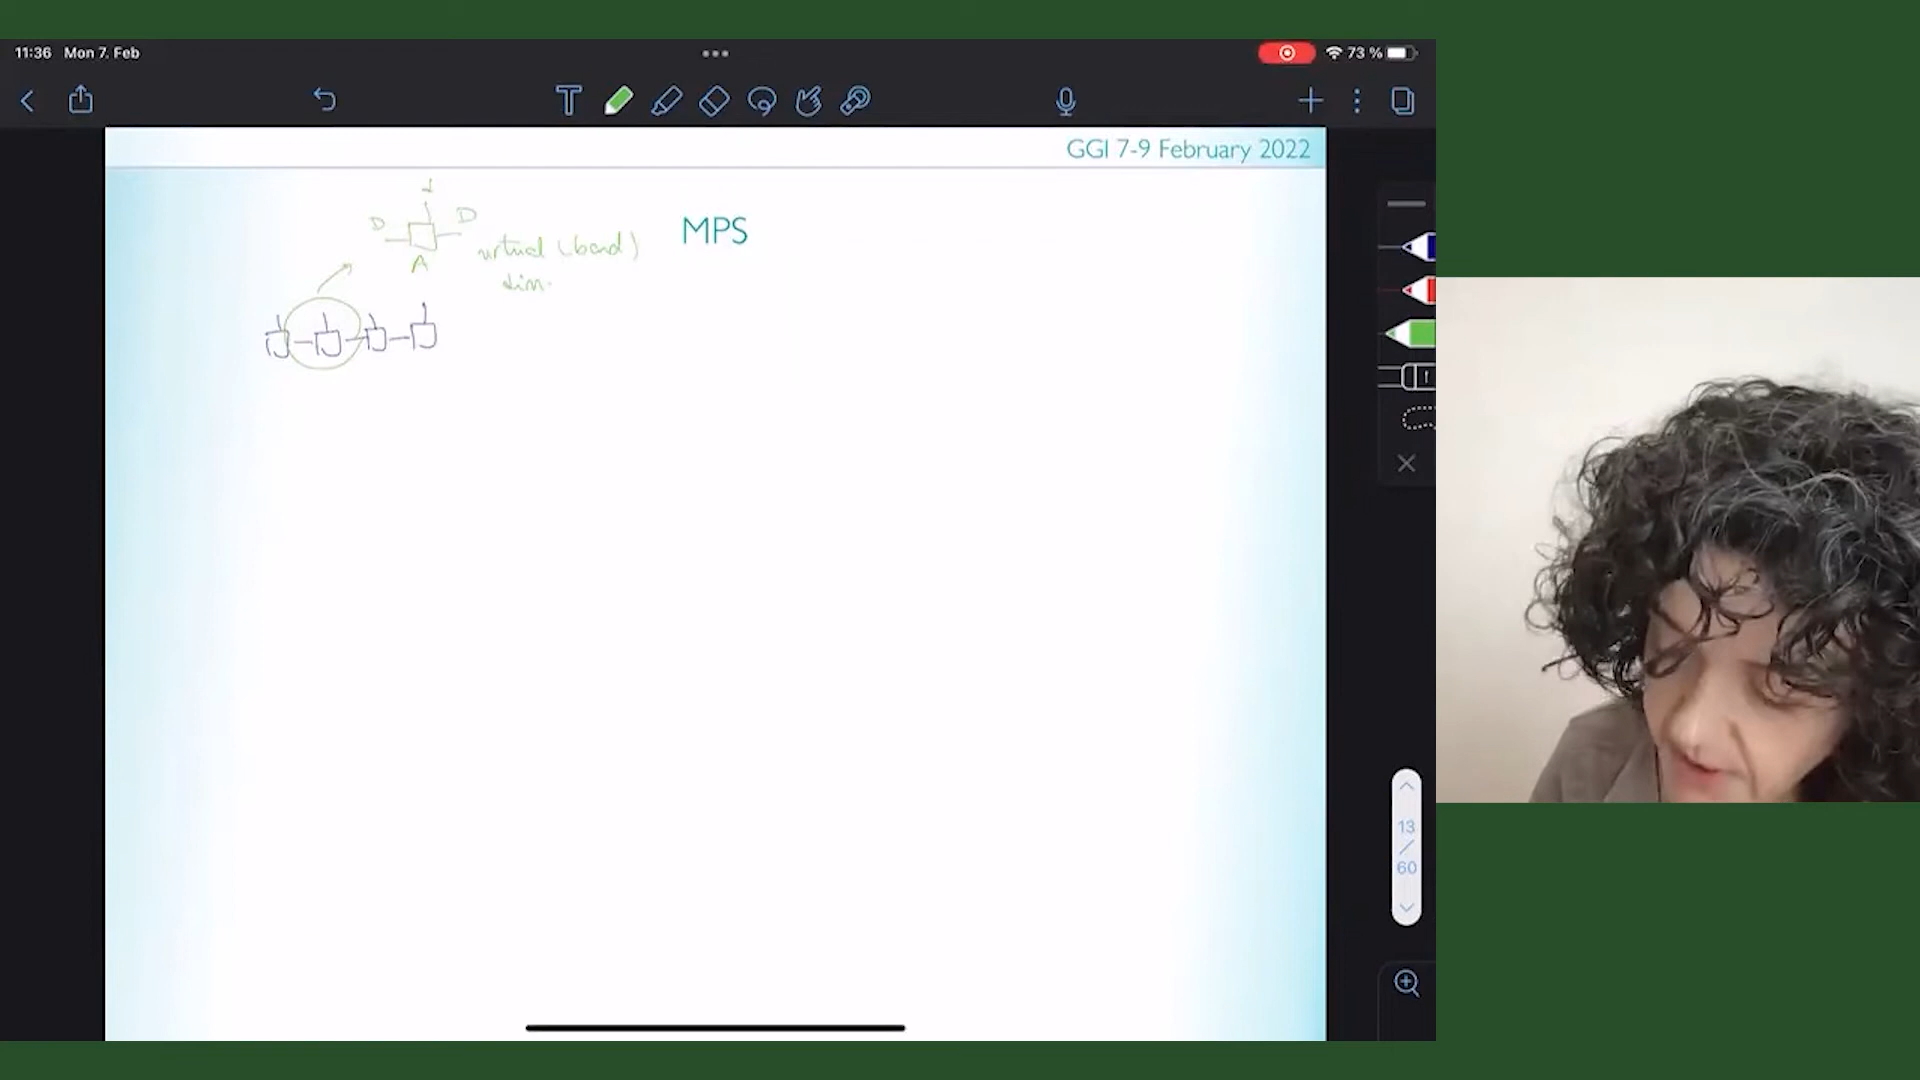 11:36 Mon 7. Feb
73 %
GGI 7-9 February 2022
MPS
d
D D
A
virtual (bond)
dim.
13
/
60